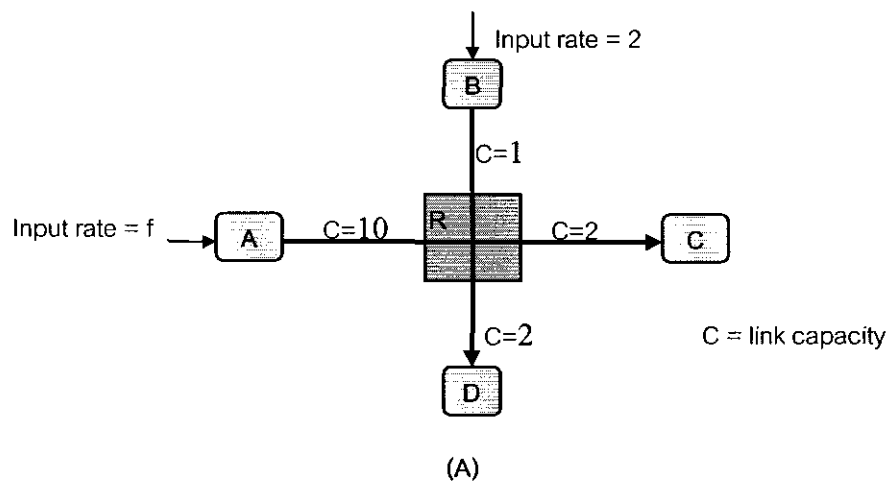 Input rate = 2
B
C=1
Input rate = f
A
C=10
R
C=2
C
C=2
C = link capacity
D
(A)